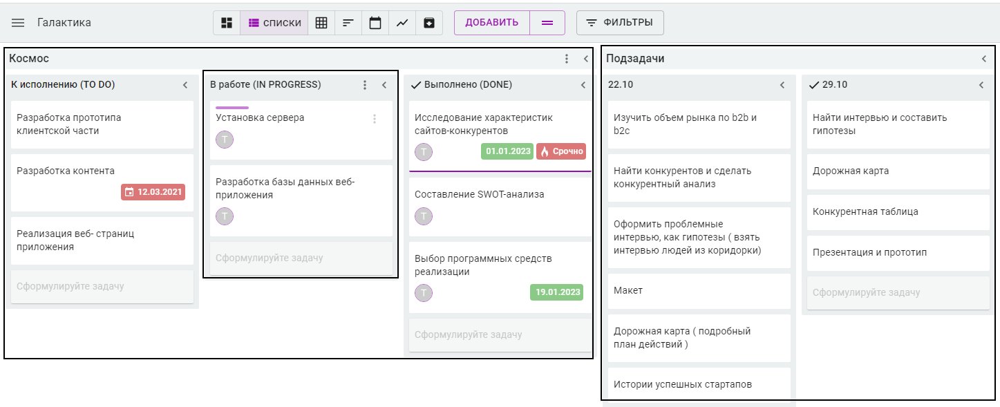 Галактика
СПИСКИ
ДОБАВИТЬ
ФИЛЬТРЫ
Космос
К исполнению (TO DO)
Разработка прототипа
клиентской части
Разработка контента
12.03.2021
Реализация веб- страниц
приложения
Сформулируйте задачу
В работе (IN PROGRESS)
Установка сервера
T
Разработка базы данных веб-
приложения
T
Сформулируйте задачу
Выполнено (DONE)
Исследование характеристик
сайтов-конкурентов
T
01.01.2023
Срочно
Составление SWOT-анализа
T
Выбор программных средств
реализации
T
19.01.2023
Сформулируйте задачу
Подзадачи
22.10
Изучить объем рынка по b2b и
b2c
Найти конкурентов и сделать
конкурентный анализ
Оформить проблемные
интервью, как гипотезы ( взять
интервью людей из коридорки)
Макет
Дорожная карта ( подробный
план действий )
Истории успешных стартапов
29.10
Найти интервью и составить
гипотезы
Дорожная карта
Конкурентная таблица
Презентация и прототип
Сформулируйте задачу